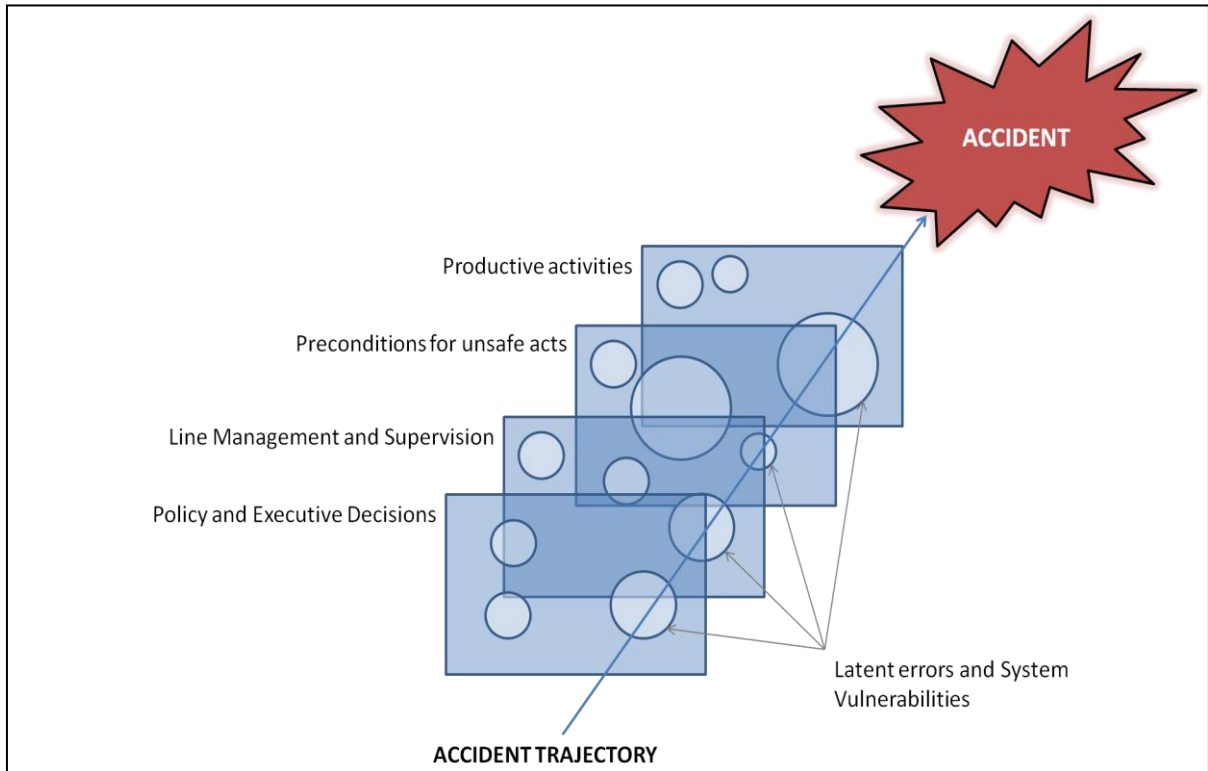 ACCIDENT
Productive activities
Preconditions for unsafe acts
Line Management and Supervision
Policy and Executive Decisions
Latent errors and System
Vulnerabilities
ACCIDENT TRAJECTORY